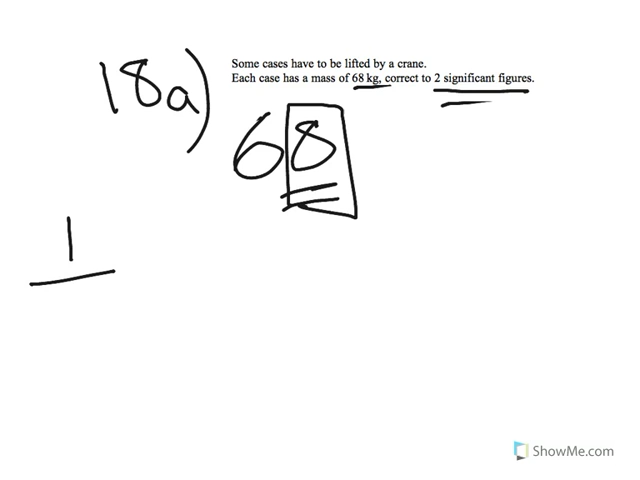 18a)
Some cases have to be lifted by a crane.
Each case has a mass of 68 kg, correct to 2 significant figures.
68
1
ShowMe.com